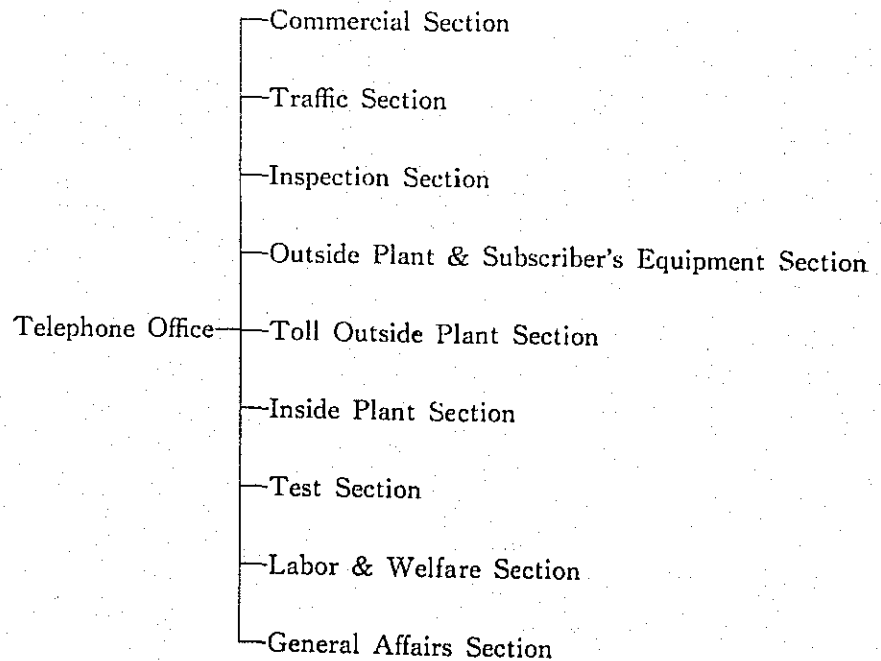 Commercial Section
Traffic Section
Inspection Section
Outside Plant & Subscriber's Equipment Section
Telephone Office
Toll Outside Plant Section
Inside Plant Section
Test Section
Labor & Welfare Section
General Affairs Section